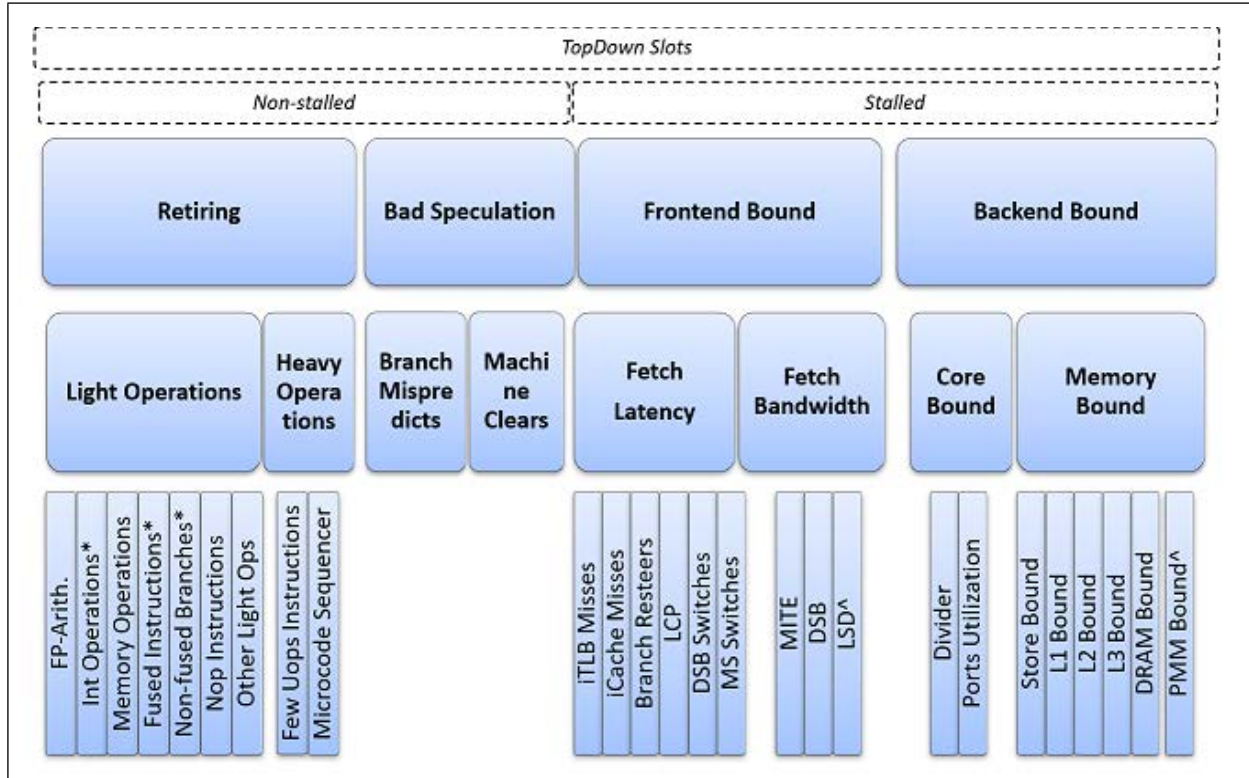 TopDown Slots
Non-stalled
Stalled
Retiring
Bad Speculation
Frontend Bound
Backend Bound
Light Operations
Heavy
Opera
tions
Branch
Mispre
dicts
Machi
ne
Clears
Fetch
Latency
Fetch
Bandwidth
Core
Bound
Memory
Bound
FP-Arith.
Int Operations*
Memory Operations
Fused Instructions*
Non-fused Branches*
Nop Instructions
Other Light Ops
Few Uops Instructions
Microcode Sequencer
iTLB Misses
iCache Misses
Branch Resteers
LCP
DSB Switches
MS Switches
MITE
DSB
LSD^
Divider
Ports Utilization
Store Bound
L1 Bound
L2 Bound
L3 Bound
DRAM Bound
PMM Bound^